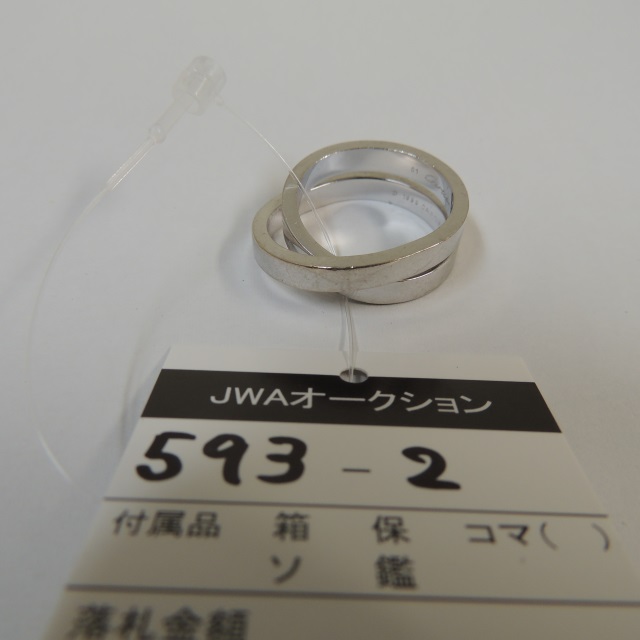 JWAオークション
593-2
付属品 箱 保 コマ( )
ソ 鑑
落札金額